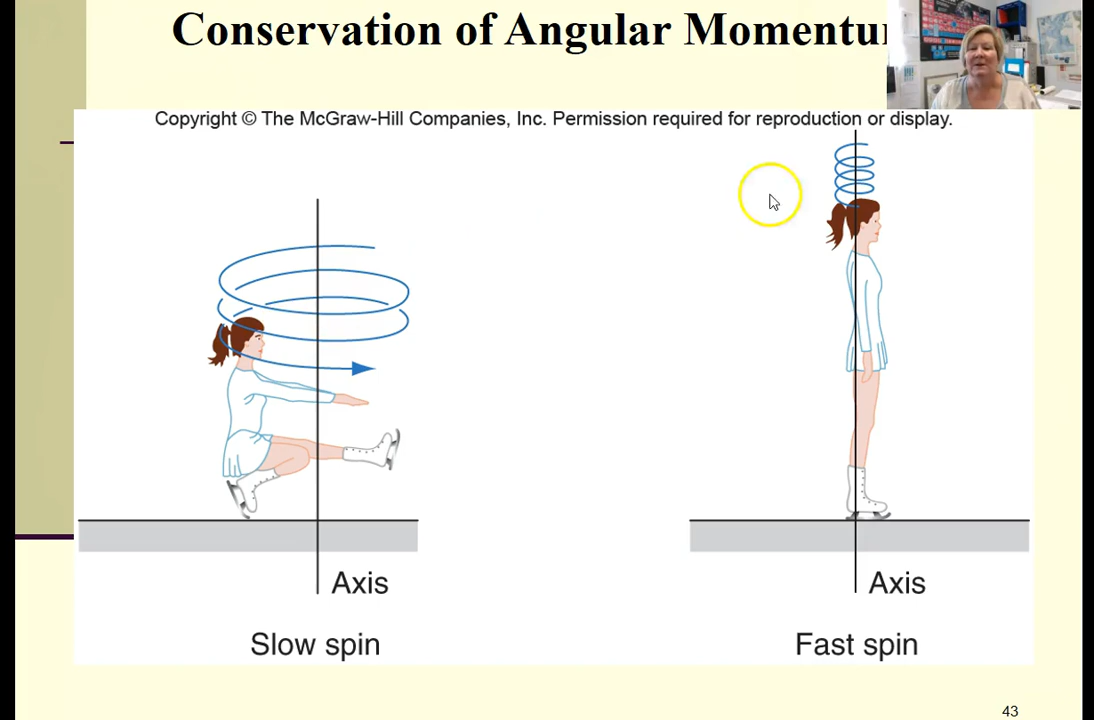 Conservation of Angular Momentu
Copyright © The McGraw-Hill Companies, Inc. Permission required for reproduction or display.
Axis
Axis
Slow spin
Fast spin
43